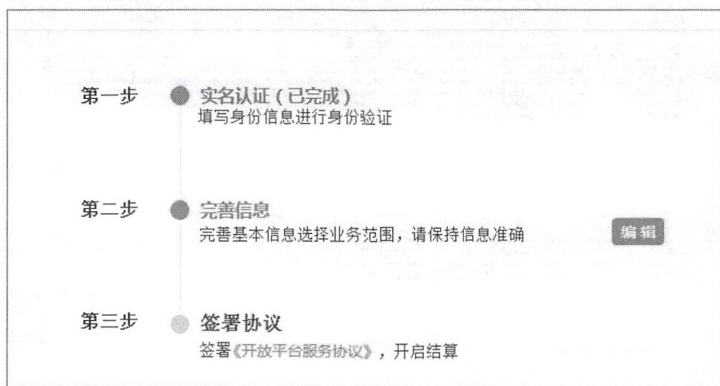 第一步 实名认证（已完成）
填写身份信息进行身份验证
第二步 完善信息
完善基本信息选择业务范围，请保持信息准确 编辑
第三步 签署协议
签署《开放平台服务协议》，开启结算